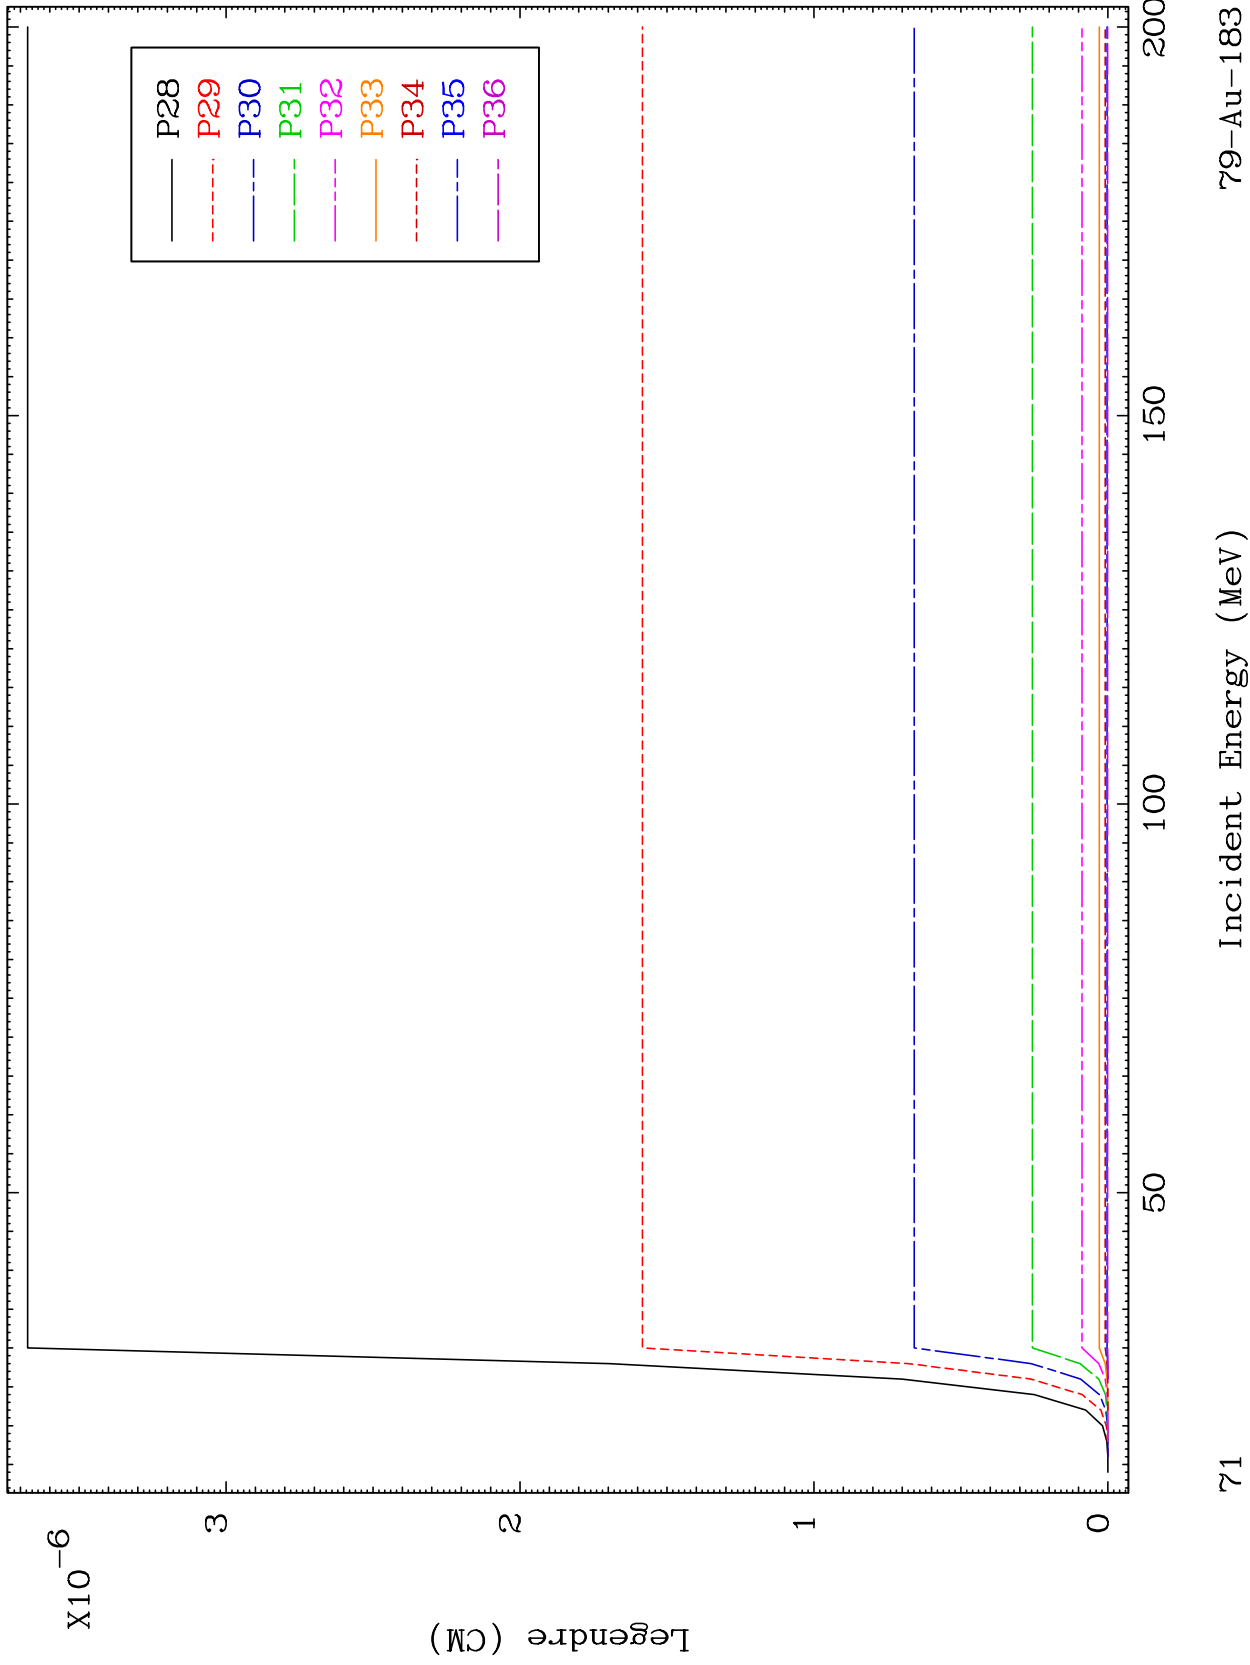 X10−6
Legendre (CM)
3
2
1
0
P28
P29
P30
P31
P32
P33
P34
P35
P36
50
100
150
200
Incident Energy (MeV)
71
79−Au−183